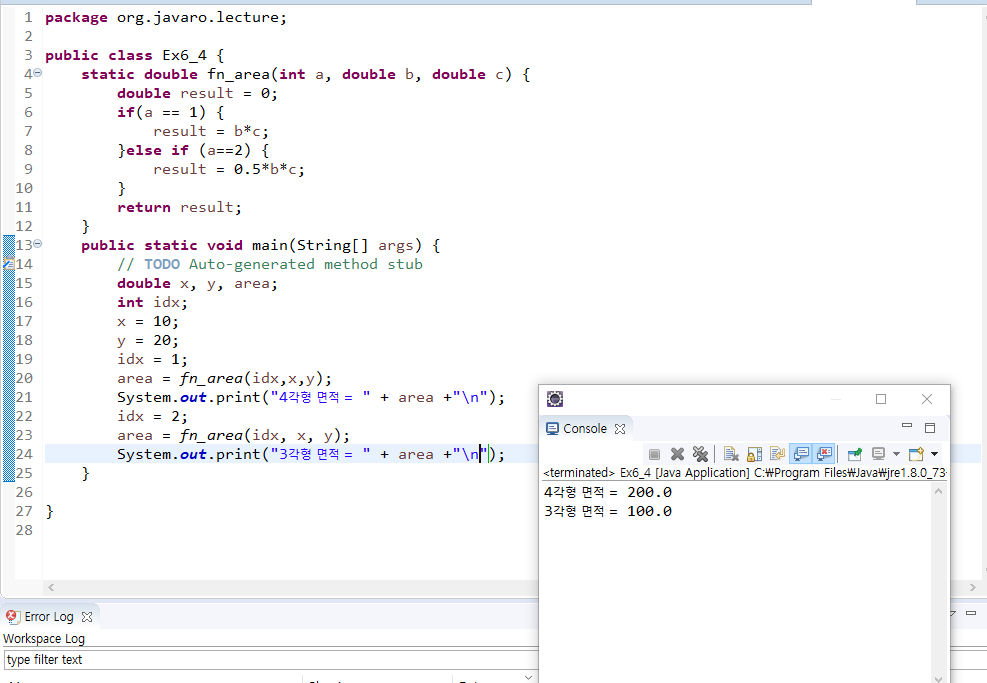 1 package org.javaro.lecture;
2
3 public class Ex6_4 {
4 static double fn_area(int a, double b, double c) {
5 double result = 0;
6 if(a == 1) {
7 result = b*c;
8 }else if (a==2) {
9 result = 0.5*b*c;
10 }
11 return result;
12 }
13 public static void main(String[] args) {
14 // TODO Auto-generated method stub
15 double x, y, area;
16 int idx;
17 x = 10;
18 y = 20;
19 idx = 1;
20 area = fn_area(idx,x,y);
21 System.out.print("4각형 면적 = " + area +"\n");
22 idx = 2;
23 area = fn_area(idx, x, y);
24 System.out.print("3각형 면적 = " + area +"\n");
25 }
26
27 }
28
Console
<terminated> Ex6_4 [Java Application] C:₩Program Files₩Java₩jre1.8.0_73
4각형 면적 = 200.0
3각형 면적 = 100.0
Error Log
Workspace Log
type filter text